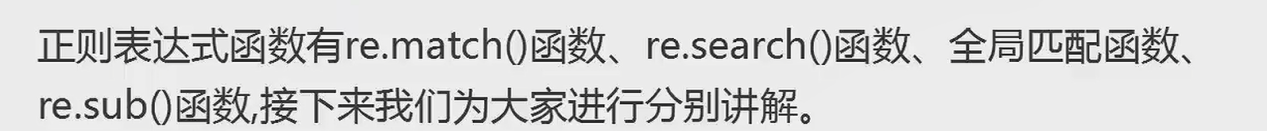 正则表达式函数有re.match()函数、re.search()函数、全局匹配函数、
re.sub()函数,接下来我们为大家进行分别讲解。